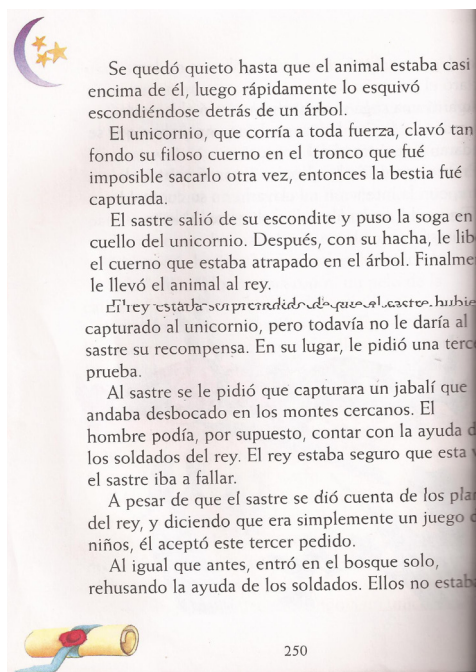 Se quedó quieto hasta que el animal estaba casi
encima de él, luego rápidamente lo esquivó
escondiéndose detrás de un árbol.
El unicornio, que corría a toda fuerza, clavó tan
fondo su filoso cuerno en el tronco que fué
imposible sacarlo otra vez, entonces la bestia fué
capturada.
El sastre salió de su escondite y puso la soga en
cuello del unicornio. Después, con su hacha, le
el cuerno que estaba atrapado en el árbol.
le llevó el animal al rey.
El rey estaba sorprendido de que el sastre
capturado al unicornio, pero todavía no le daría al
sastre su recompensa. En su lugar, le pidió una
prueba.
Al sastre se le pidió que capturara un jabalí que
andaba desbocado en los montes cercanos. El
hombre podía, por supuesto, contar con la ayuda
los soldados del rey. El rey estaba seguro que esta
el sastre iba a fallar.
A pesar de que el sastre se dió cuenta de los
del rey, y diciendo que era simplemente un juego
niños, él aceptó este tercer pedido.
Al igual que antes, entró en el bosque solo,
rehusando la ayuda de los soldados. Ellos no
250